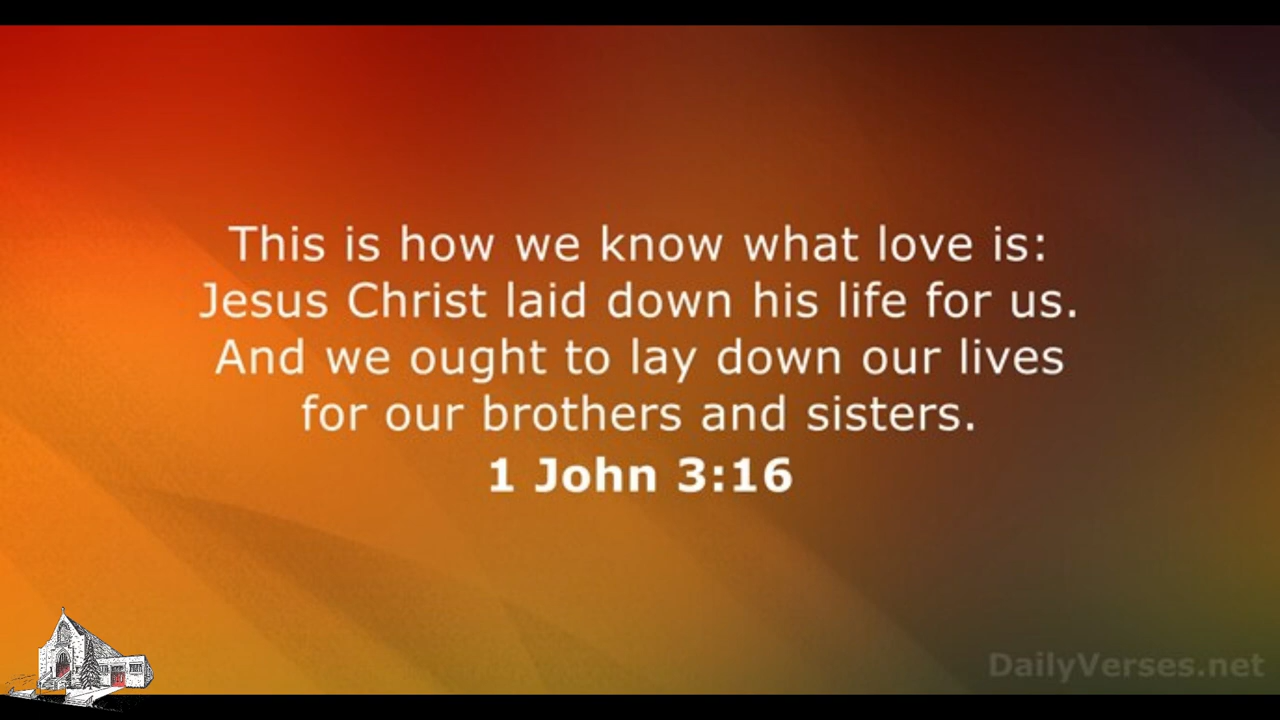 This is how we know what love is:
Jesus Christ laid down his life for us.
And we ought to lay down our lives
for our brothers and sisters.
1 John 3:16
DailyVerses.net